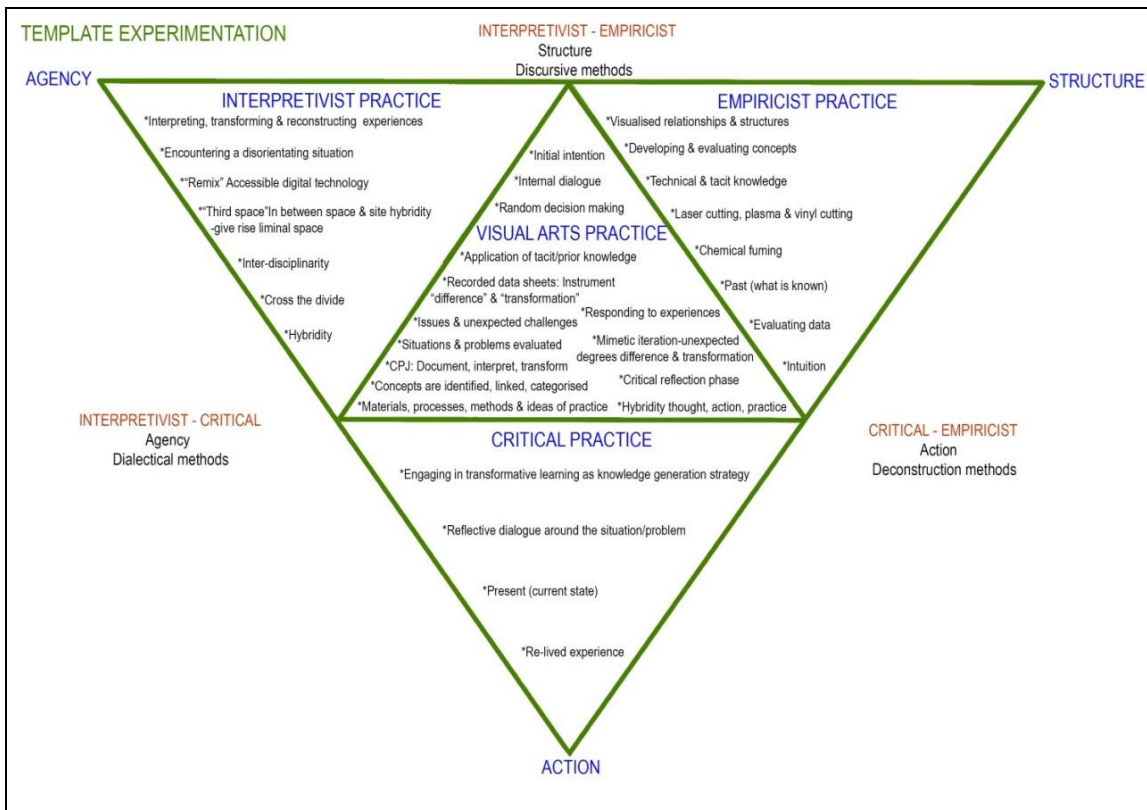 TEMPLATE EXPERIMENTATION
INTERPRETIVIST - EMPIRICIST
Structure
Discursive methods
AGENCY
STRUCTURE
INTERPRETIVIST PRACTICE
*Interpreting, transforming & reconstructing experiences
*Encountering a disorientating situation
*"Remix" Accessible digital technology
*"Third space"In between space & site hybridity
-give rise liminal space
*Inter-disciplinarity
*Cross the divide
*Hybridity
*Initial intention
*Internal dialogue
*Random decision making
VISUAL ARTS PRACTICE
*Application of tacit/prior knowledge
*Recorded data sheets: Instrument
"difference" & "transformation"
*Responding to experiences
*Issues & unexpected challenges
*Situations & problems evaluated
*Mimetic iteration-unexpected
degrees difference & transformation
*CPJ: Document, interpret, transform
*Critical reflection phase
*Concepts are identified, linked, categorised
*Materials, processes, methods & ideas of practice
*Hybridity thought, action, practice
EMPIRICIST PRACTICE
*Visualised relationships & structures
*Developing & evaluating concepts
*Technical & tacit knowledge
*Laser cutting, plasma & vinyl cutting
*Chemical fuming
*Past (what is known)
*Evaluating data
*Intuition
INTERPRETIVIST - CRITICAL
Agency
Dialectical methods
CRITICAL - EMPIRICIST
Action
Deconstruction methods
CRITICAL PRACTICE
*Engaging in transformative learning as knowledge generation strategy
*Reflective dialogue around the situation/problem
*Present (current state)
*Re-lived experience
ACTION